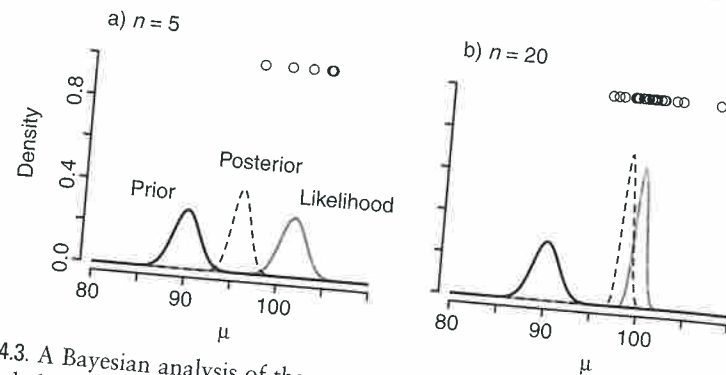 a) n = 5
b) n = 20
Density
0.8
0.4
0.0
Prior
Posterior
Likelihood
80
90
100
μ
90
100
μ
4.3. A Bayesian analysis of the